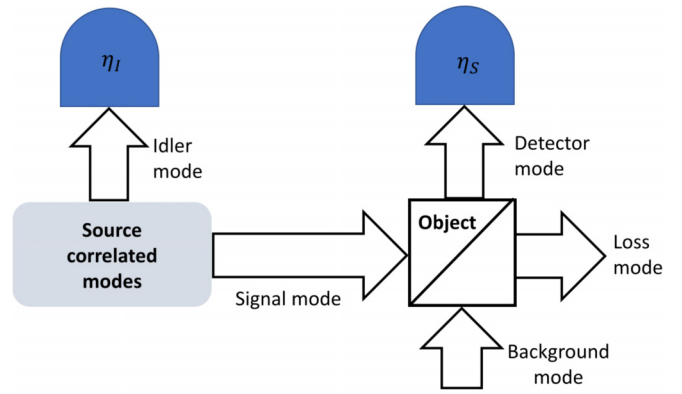 η_I
η_S
Idler
mode
Detector
mode
Source
correlated
modes
Object
Signal mode
Loss
mode
Background
mode